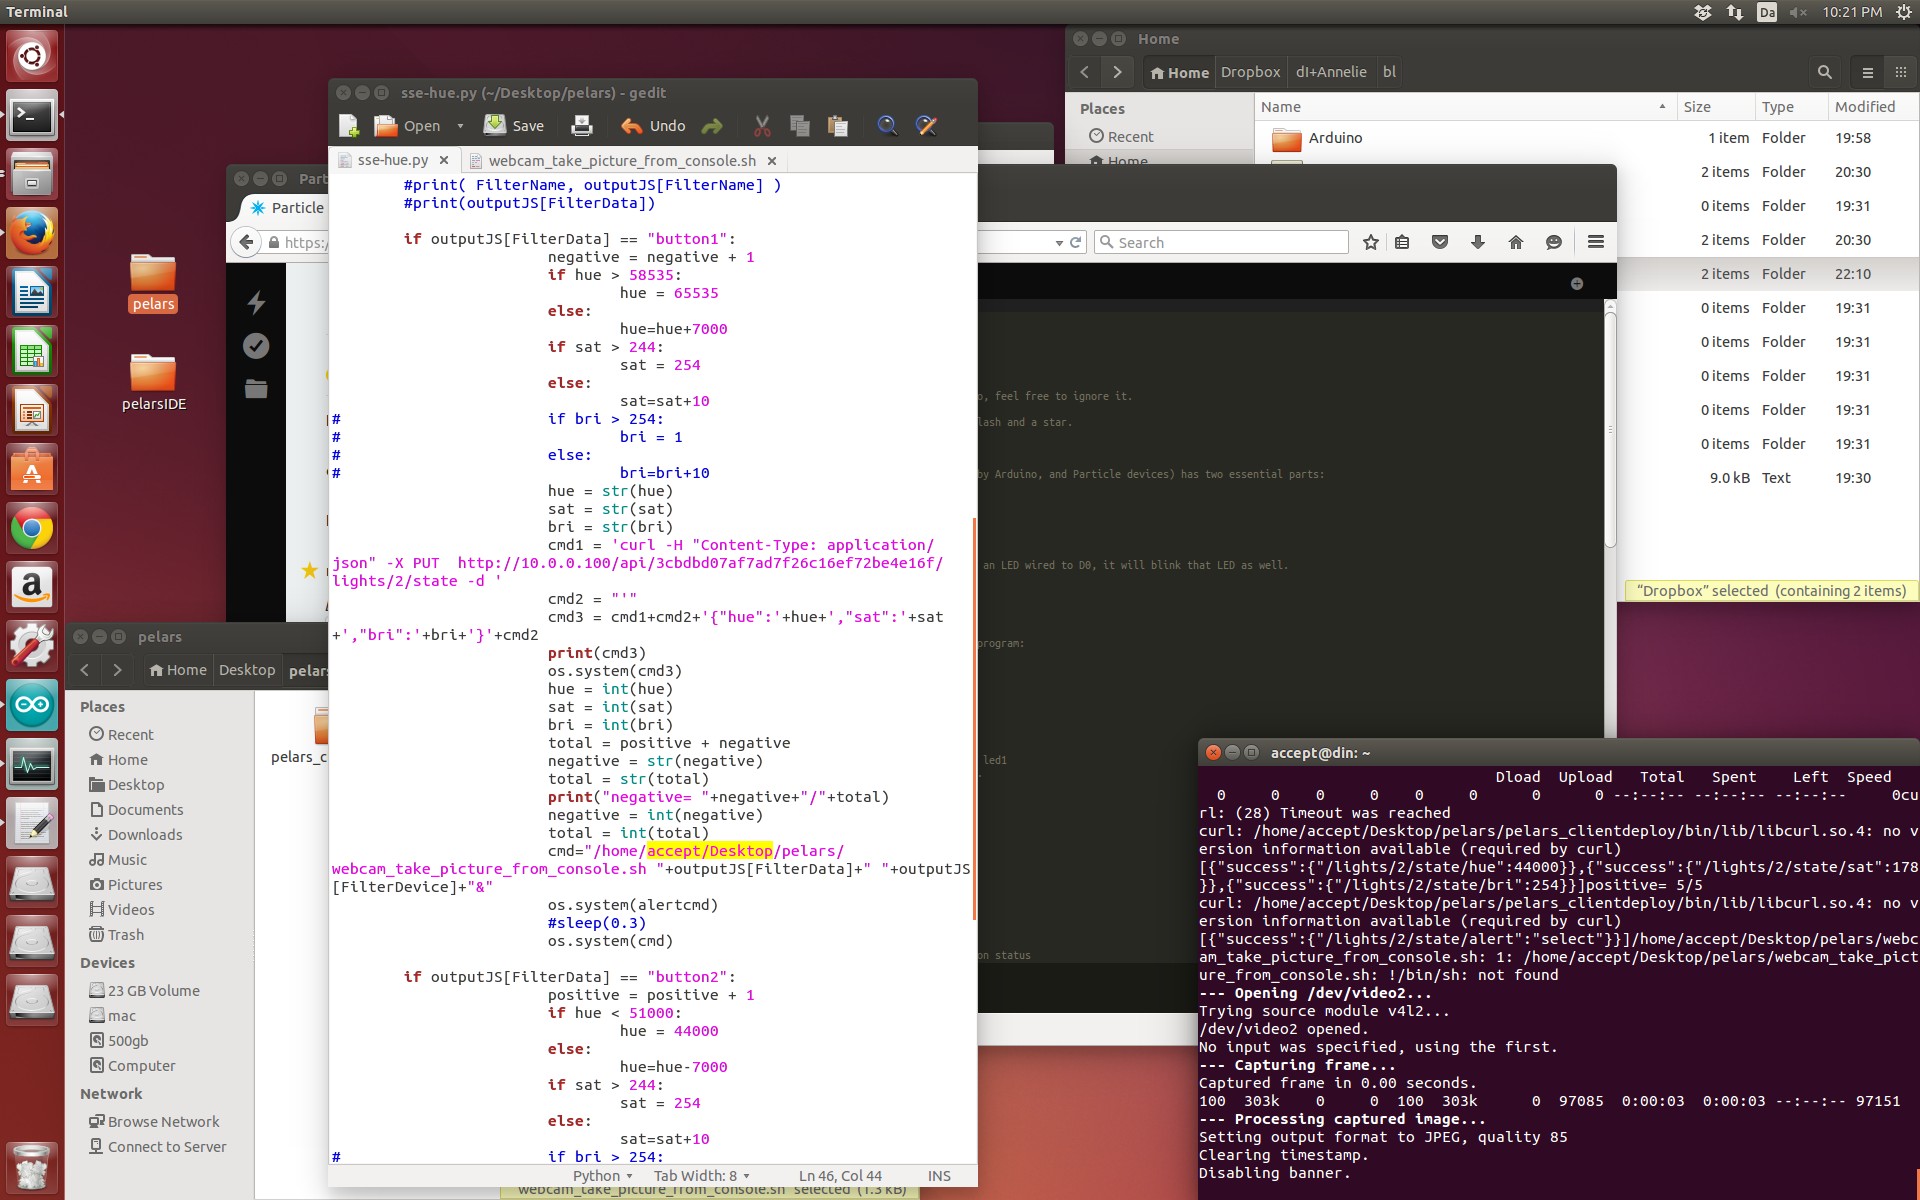 Terminal
Da
10:21 PM
pelars
pelarsIDE
Home
Home
Dropbox
dI+Annelie
bl
Places
Recent
Home
Name
Size
Type
Modified
Arduino
1 item Folder 19:58
2 items Folder 20:30
0 items Folder 19:31
2 items Folder 20:30
2 items Folder 22:10
0 items Folder 19:31
0 items Folder 19:31
0 items Folder 19:31
0 items Folder 19:31
0 items Folder 19:31
9.0 kB Text 19:30
“Dropbox” selected (containing 2 items)
Part
Particle
https:
Search
o, feel free to ignore it.
lash and a star.
by Arduino, and Particle devices) has two essential parts:
an LED wired to D0, it will blink that LED as well.
program:
led1
on status
sse-hue.py (~/Desktop/pelars) - gedit
Open
Save
Undo
sse-hue.py
webcam_take_picture_from_console.sh
#print( FilterName, outputJS[FilterName] )
#print(outputJS[FilterData])
if outputJS[FilterData] == "button1":
negative = negative + 1
if hue > 58535:
hue = 65535
else:
hue=hue+7000
if sat > 244:
sat = 254
else:
sat=sat+10
# if bri > 254:
# bri = 1
# else:
# bri=bri+10
hue = str(hue)
sat = str(sat)
bri = str(bri)
cmd1 = 'curl -H "Content-Type: application/
json" -X PUT  http://10.0.0.100/api/3cbdbd07af7ad7f26c16ef72be4e16f/
lights/2/state -d '
cmd2 = "'"
cmd3 = cmd1+cmd2+'{"hue":'+hue+',"sat":'+sat
+',"bri":'+bri+'}'+cmd2
print(cmd3)
os.system(cmd3)
hue = int(hue)
sat = int(sat)
bri = int(bri)
total = positive + negative
negative = str(negative)
total = str(total)
print("negative= "+negative+"/"+total)
negative = int(negative)
total = int(total)
cmd="/home/accept/Desktop/pelars/
webcam_take_picture_from_console.sh "+outputJS[FilterData]+" "+outputJS
[FilterDevice]+"&"
os.system(alertcmd)
#sleep(0.3)
os.system(cmd)
if outputJS[FilterData] == "button2":
positive = positive + 1
if hue < 51000:
hue = 44000
else:
hue=hue-7000
if sat > 244:
sat = 254
else:
sat=sat+10
# if bri > 254:
Python
Tab Width: 8
Ln 46, Col 44
INS
webcam_take_picture_from_console.sh" selected (1.3 kB)
pelars
Home
Desktop
pelars
Places
Recent
Home
Desktop
Documents
Downloads
Music
Pictures
Videos
Trash
Devices
23 GB Volume
mac
500gb
Computer
Network
Browse Network
Connect to Server
pelars_c
accept@din: ~
Dload  Upload   Total   Spent    Left  Speed
0     0    0     0    0     0      0      0 --:--:-- --:--:-- --:--:--     0cu
rl: (28) Timeout was reached
curl: /home/accept/Desktop/pelars/pelars_clientdeploy/bin/lib/libcurl.so.4: no v
ersion information available (required by curl)
[{"success":{"/lights/2/state/hue":44000}},{"success":{"/lights/2/state/sat":178
}},{"success":{"/lights/2/state/bri":254}}]positive= 5/5
curl: /home/accept/Desktop/pelars/pelars_clientdeploy/bin/lib/libcurl.so.4: no v
ersion information available (required by curl)
[{"success":{"/lights/2/state/alert":"select"}}]/home/accept/Desktop/pelars/webc
am_take_picture_from_console.sh: 1: /home/accept/Desktop/pelars/webcam_take_pict
ure_from_console.sh: !/bin/sh: not found
--- Opening /dev/video2...
Trying source module v4l2...
/dev/video2 opened.
No input was specified, using the first.
--- Capturing frame...
Captured frame in 0.00 seconds.
100  303k    0     0  100  303k      0  97085  0:00:03  0:00:03 --:--:-- 97151
--- Processing captured image...
Setting output format to JPEG, quality 85
Clearing timestamp.
Disabling banner.